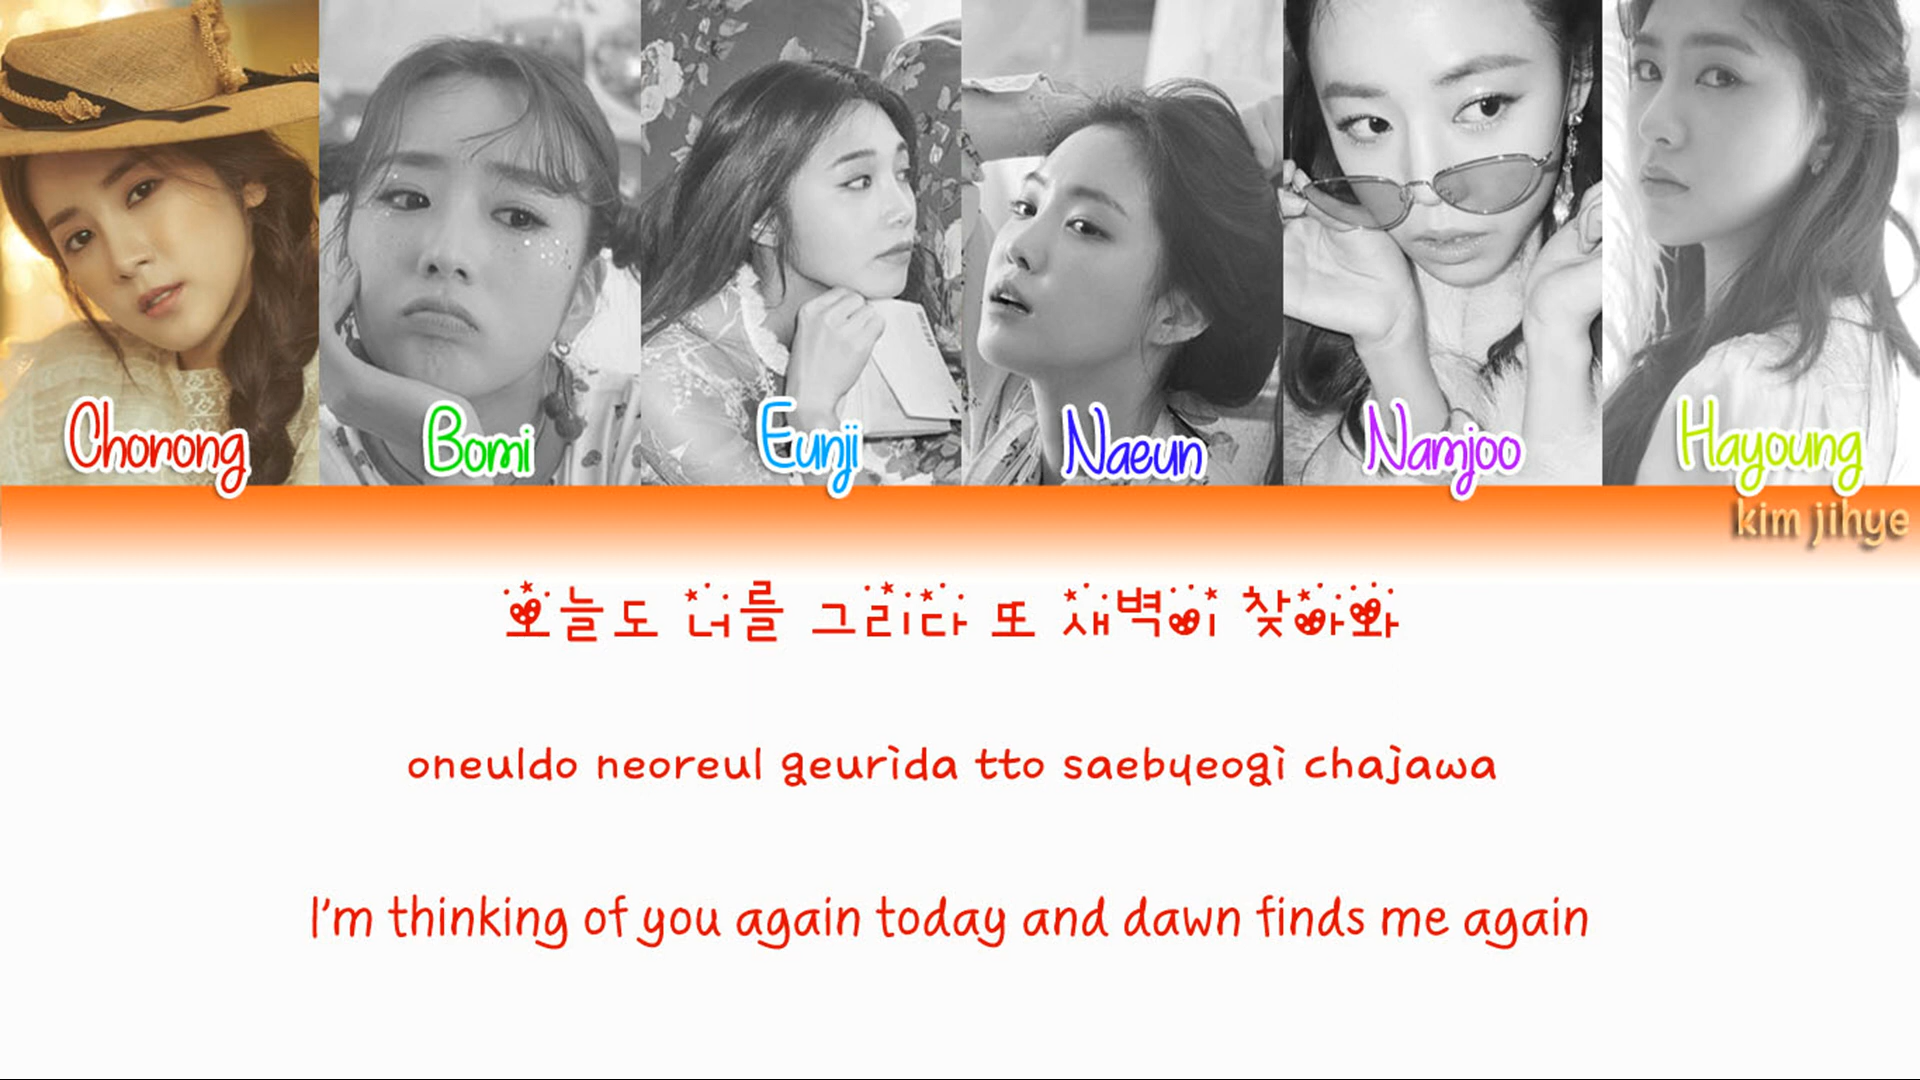 Chorong
Bomi
Eunji
Naeun
Namjoo
Hayoung
kim jihye
오늘도 너를 그리다 또 새벽이 찾아와
oneuldo neoreul geurida tto saebyeogi chajawa
I'm thinking of you again today and dawn finds me again